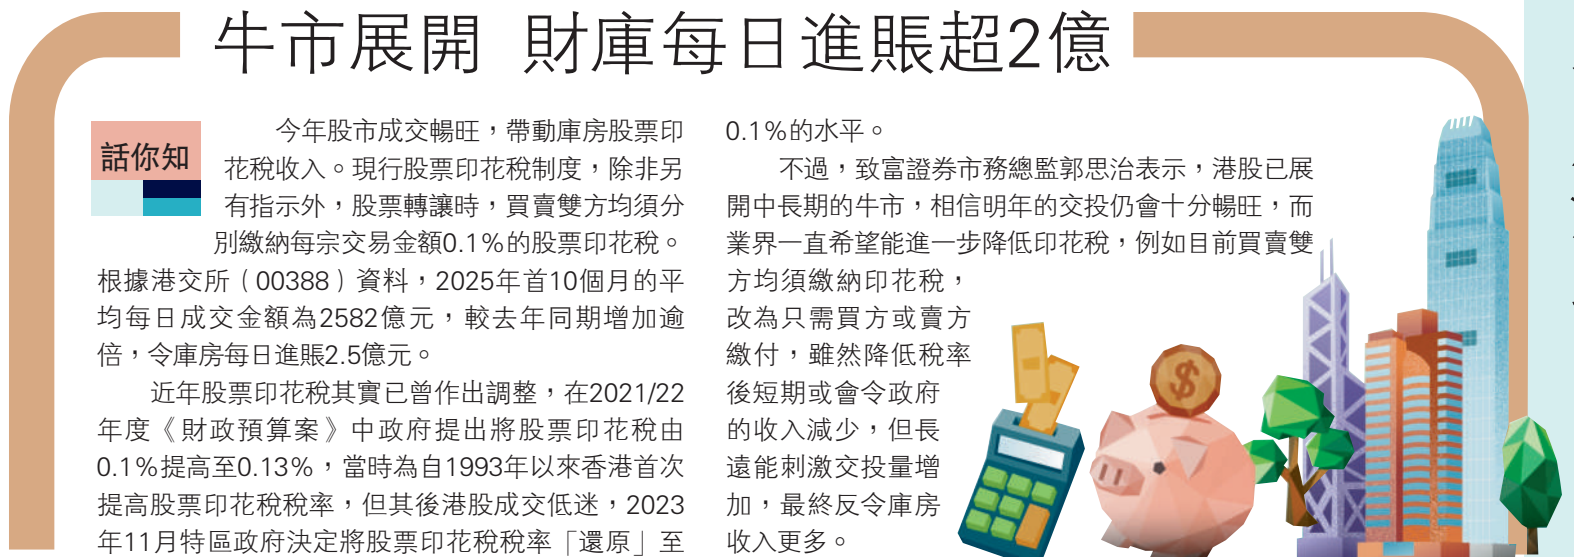 牛市展開 財庫每日進賬超2億
話你知
今年股市成交暢旺，帶動庫房股票印
花稅收入。現行股票印花稅制度，除非另
有指示外，股票轉讓時，買賣雙方均須分
別繳納每宗交易金額0.1%的股票印花稅。
根據港交所（00388）資料，2025年首10個月的平
均每日成交金額為2582億元，較去年同期增加逾
倍，令庫房每日進賬2.5億元。
近年股票印花稅其實已曾作出調整，在2021/22
年度《財政預算案》中政府提出將股票印花稅由
0.1%提高至0.13%，當時為自1993年以來香港首次
提高股票印花稅稅率，但其後港股成交低迷，2023
年11月特區政府決定將股票印花稅稅率「還原」至
0.1%的水平。
不過，致富證券市務總監郭思治表示，港股已展
開中長期的牛市，相信明年的交投仍會十分暢旺，而
業界一直希望能進一步降低印花稅，例如目前買賣雙
方均須繳納印花稅，
改為只需買方或賣方
繳付，雖然降低稅率
後短期或會令政府
的收入減少，但長
遠能刺激交投量增
加，最終反令庫房
收入更多。
$